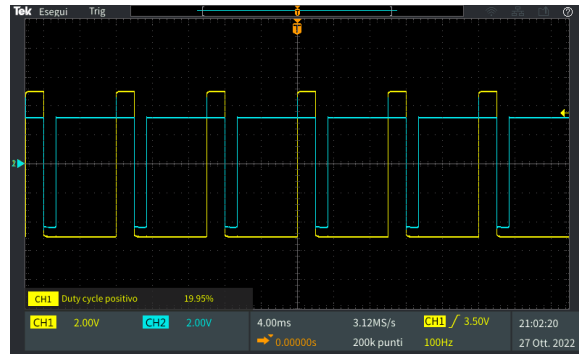 Tek Esegui Trig
T
2
CH1 Duty cycle positivo 19.95%
CH1 2.00V CH2 2.00V 4.00ms 3.12MS/s CH1 3.50V 21:02:20
0.00000s 200k punti 100Hz 27 Ott. 2022